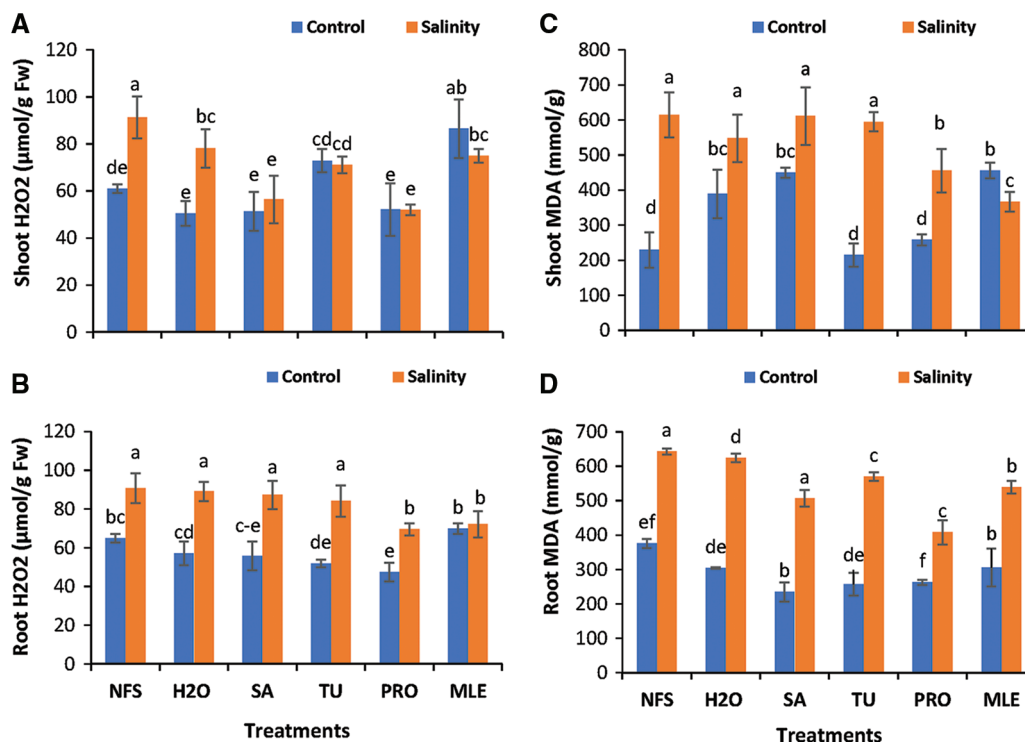 A
Control Salinity
Shoot H2O2 (µmol/g Fw)
120
100
80
60
40
20
0
de a e bc e e cd cd e e ab bc
C
Control Salinity
Shoot MDA (mmol/g)
800
700
600
500
400
300
200
100
0
d a bc a bc a d a d b b c
B
Control Salinity
Root H2O2 (µmol/g Fw)
120
100
80
60
40
20
0
bc a cd a c-e a de a e b b b
NFS H2O SA TU PRO MLE
Treatments
D
Control Salinity
Root MDA (mmol/g)
700
600
500
400
300
200
100
0
ef a de d b a de c f c b b
NFS H2O SA TU PRO MLE
Treatments